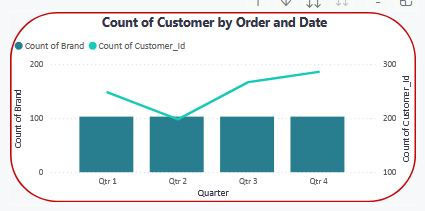 Count of Customer by Order and Date
Count of Brand Count of Customer_Id
200 300
100 200
0 100
Count of Brand
Count of Customer_Id
Qtr 1 Qtr 2 Qtr 3 Qtr 4
Quarter